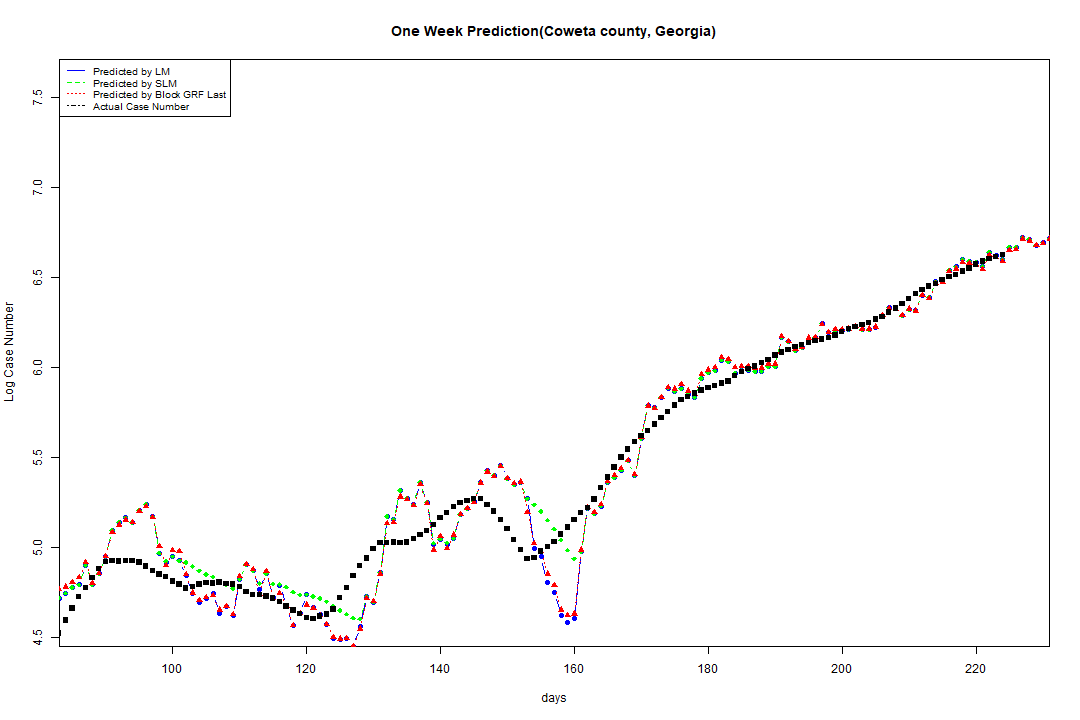 One Week Prediction(Coweta county, Georgia)
Predicted by LM
Predicted by SLM
Predicted by Block GRF Last
Actual Case Number
7.5
7.0
6.5
6.0
5.5
5.0
4.5
Log Case Number
100 120 140 160 180 200 220
days